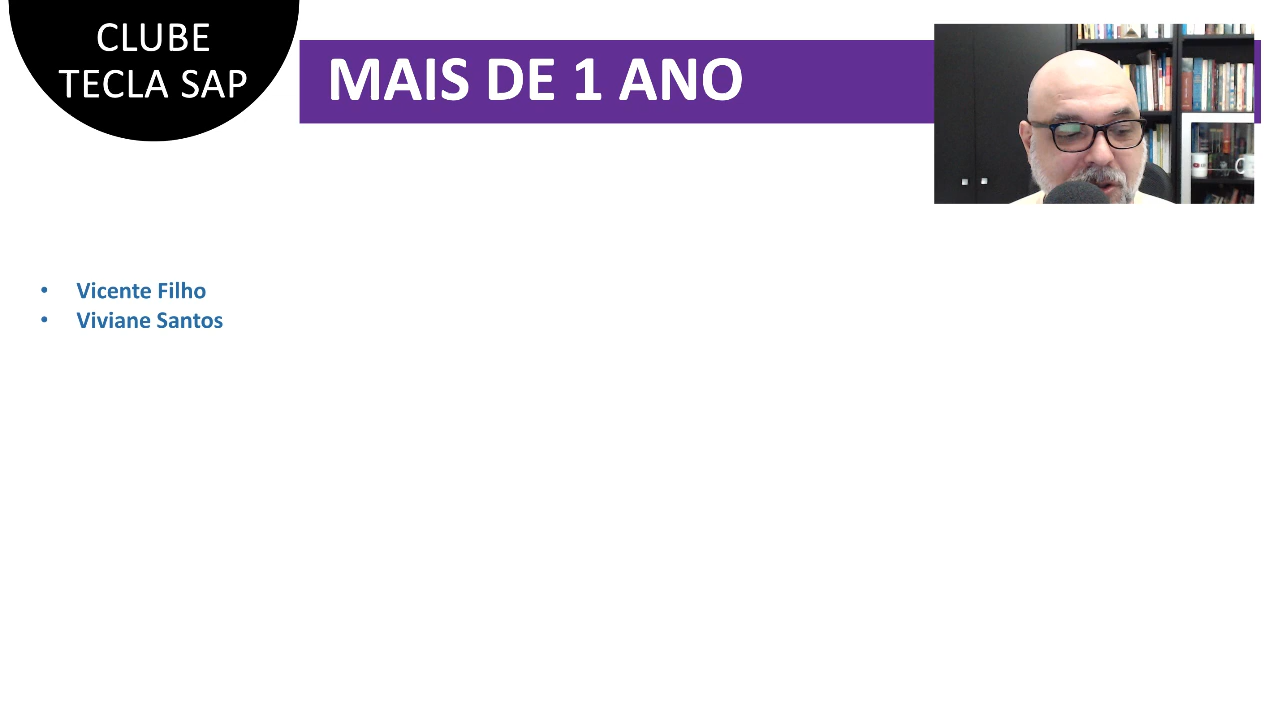 CLUBE
TECLA SAP
MAIS DE 1 ANO
• Vicente Filho
• Viviane Santos